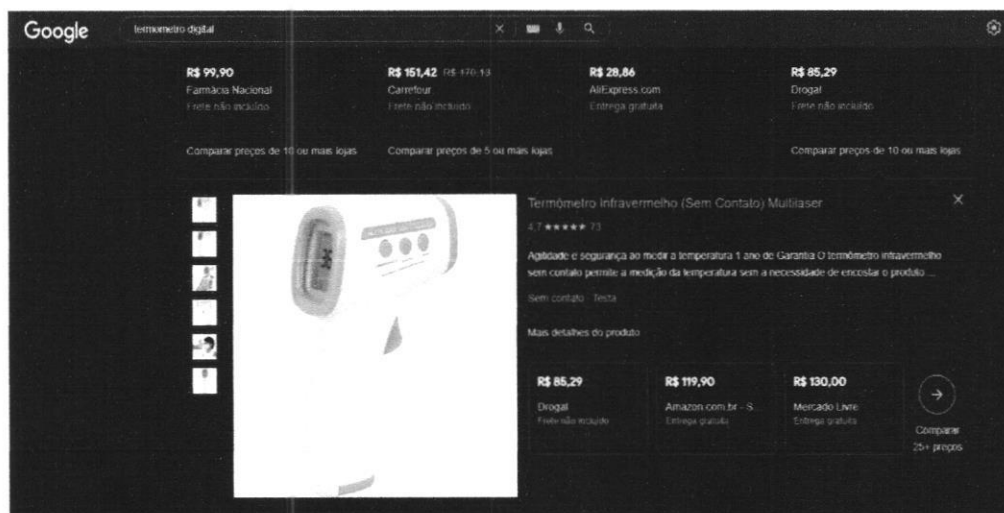 Google
termometro digital
R$ 99,90
Farmácia Nacional
Frete não incluído
Comparar preços de 10 ou mais lojas
R$ 151,42 R$ 170,13
Carrefour
Frete não incluído
Comparar preços de 5 ou mais lojas
R$ 28,86
AliExpress.com
Entrega gratuita
R$ 85,29
Drogal
Frete não incluído
Comparar preços de 10 ou mais lojas
Termômetro Infravermelho (Sem Contato) Multilaser
4,7 ★★★★★ 73
Agilidade e segurança ao medir a temperatura 1 ano de Garantia O termômetro infravermelho
sem contato permite a medição da temperatura sem a necessidade de encostar o produto ...
Sem contato · Testa
Mais detalhes do produto
R$ 85,29
Drogal
Frete não incluído
R$ 119,90
Amazon.com.br - S...
Entrega gratuita
R$ 130,00
Mercado Livre
Entrega gratuita
Comparar
25+ preços